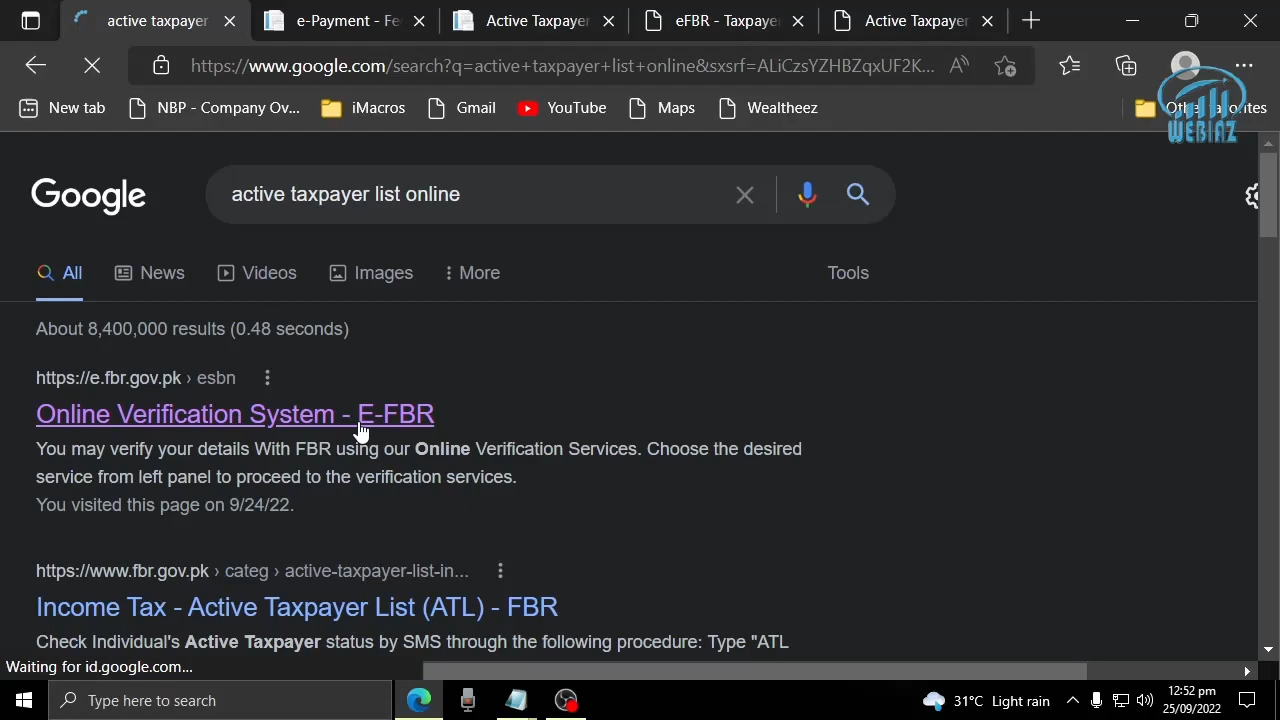 active taxpayer
e-Payment - Fe
Active Taxpaye
eFBR - Taxpaye
Active Taxpaye
https://www.google.com/search?q=active+taxpayer+list+online&sxsrf=ALiCzsYZHBZqxUF2K...
New tab
NBP - Company Ov...
iMacros
Gmail
YouTube
Maps
Wealtheez
WEBIAZ
Google
active taxpayer list online
All
News
Videos
Images
More
Tools
About 8,400,000 results (0.48 seconds)
https://e.fbr.gov.pk › esbn
Online Verification System - E-FBR
You may verify your details With FBR using our Online Verification Services. Choose the desired
service from left panel to proceed to the verification services.
You visited this page on 9/24/22.
https://www.fbr.gov.pk › categ › active-taxpayer-list-in...
Income Tax - Active Taxpayer List (ATL) - FBR
Check Individual's Active Taxpayer status by SMS through the following procedure: Type "ATL
Waiting for id.google.com...
Type here to search
31°C Light rain
12:52 pm
25/09/2022